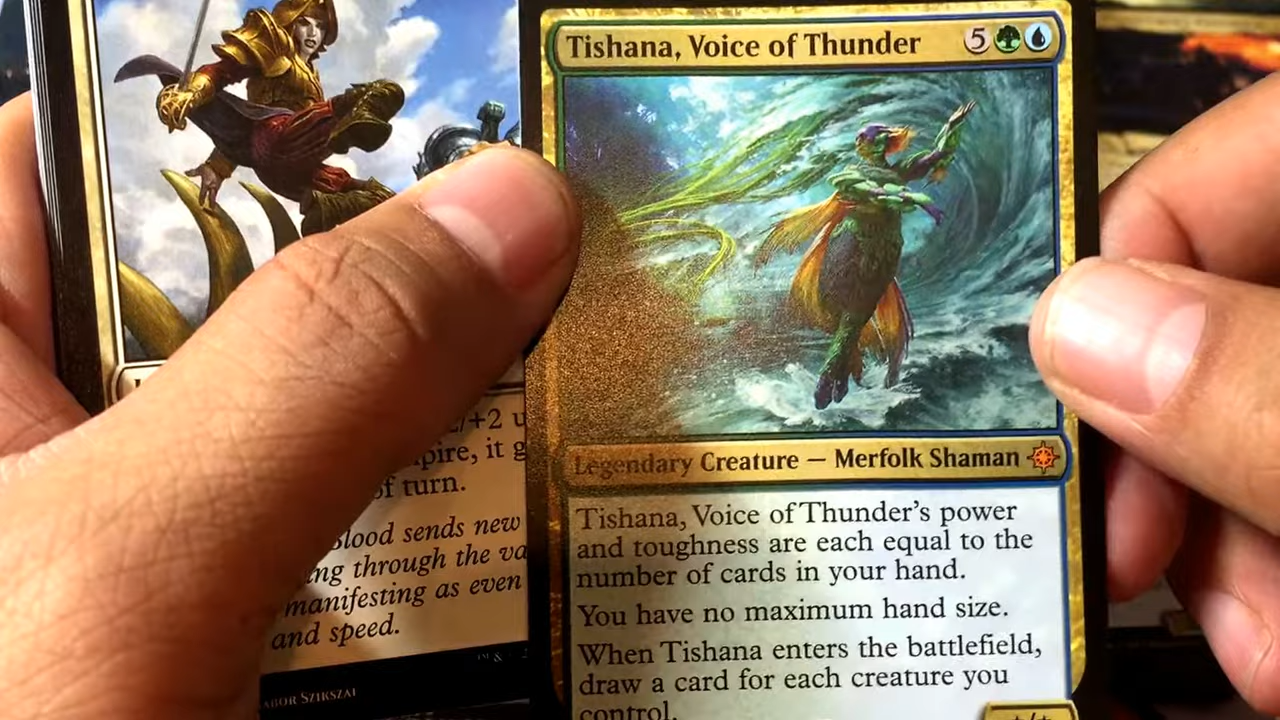 Tishana, Voice of Thunder 5
Legendary Creature — Merfolk Shaman
Tishana, Voice of Thunder's power
and toughness are each equal to the
number of cards in your hand.
You have no maximum hand size.
When Tishana enters the battlefield,
draw a card for each creature you
control.
*/*
/+2
it
of turn.
Blood sends new
through the
manifesting as even
and speed.
SZIKSZAI